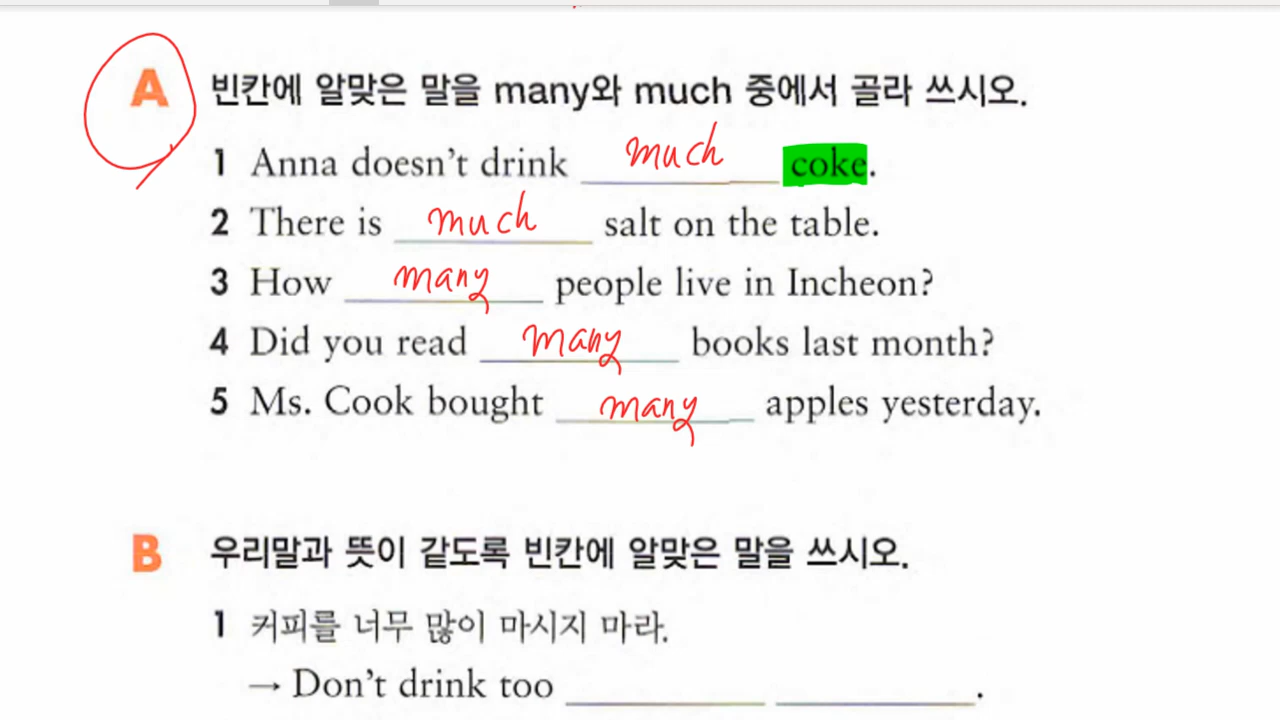 A 빈칸에 알맞은 말을 many와 much 중에서 골라 쓰시오.
1 Anna doesn't drink much coke.
2 There is much salt on the table.
3 How many people live in Incheon?
4 Did you read many books last month?
5 Ms. Cook bought many apples yesterday.
B 우리말과 뜻이 같도록 빈칸에 알맞은 말을 쓰시오.
1 커피를 너무 많이 마시지 마라.
→ Don't drink too ________ ________.